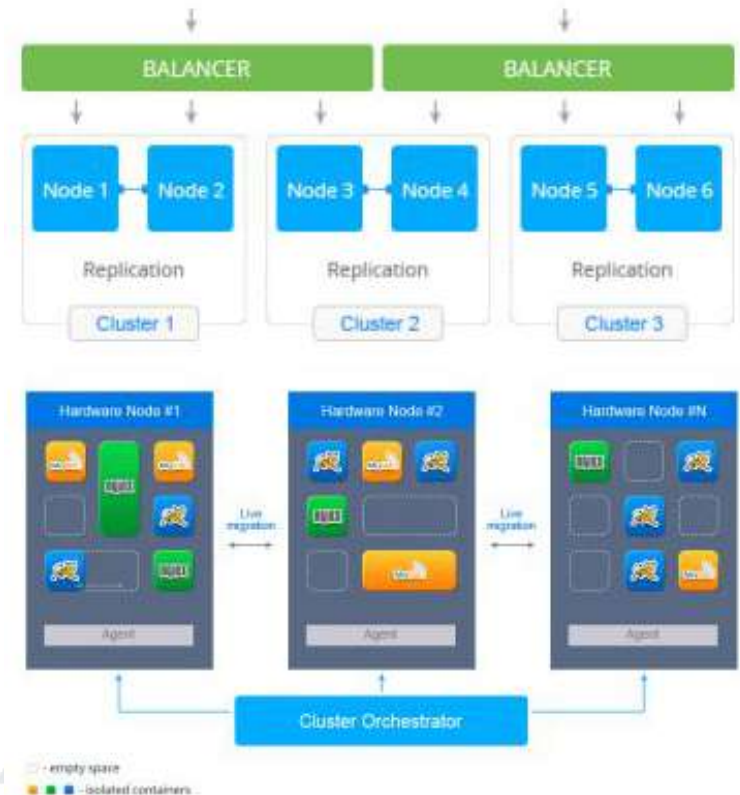 BALANCER BALANCER
Node 1 Node 2 Node 3 Node 4 Node 5 Node 6
Replication Replication Replication
Cluster 1 Cluster 2 Cluster 3
Hardware Node #1 Hardware Node #2 Hardware Node #N
Live Live
migration migration
Agent Agent Agent
Cluster Orchestrator
- empty space
- isolated containers